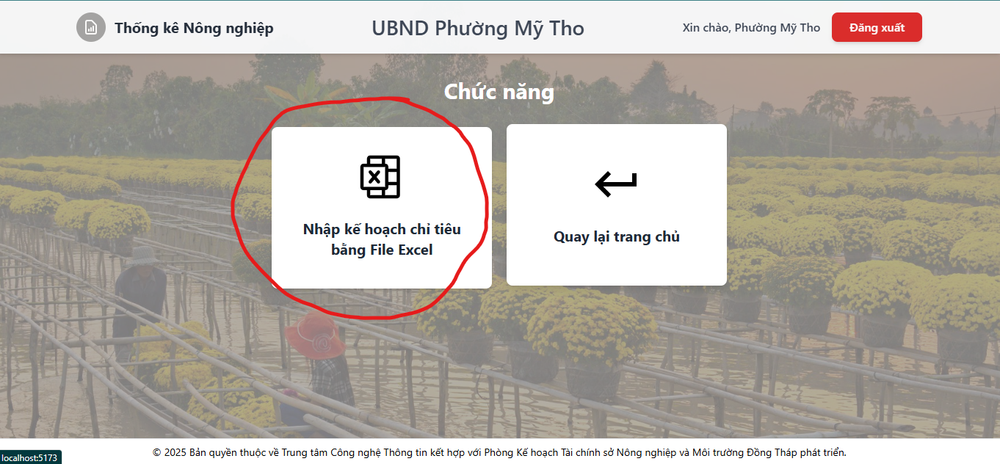 Thống kê Nông nghiệp
UBND Phường Mỹ Tho
Xin chào, Phường Mỹ Tho
Đăng xuất
Chức năng
X
Nhập kế hoạch chỉ tiêu
bằng File Excel
Quay lại trang chủ
© 2025 Bản quyền thuộc về Trung tâm Công nghệ Thông tin kết hợp với Phòng Kế hoạch Tài chính sở Nông nghiệp và Môi trường Đồng Tháp phát triển.
localhost:5173